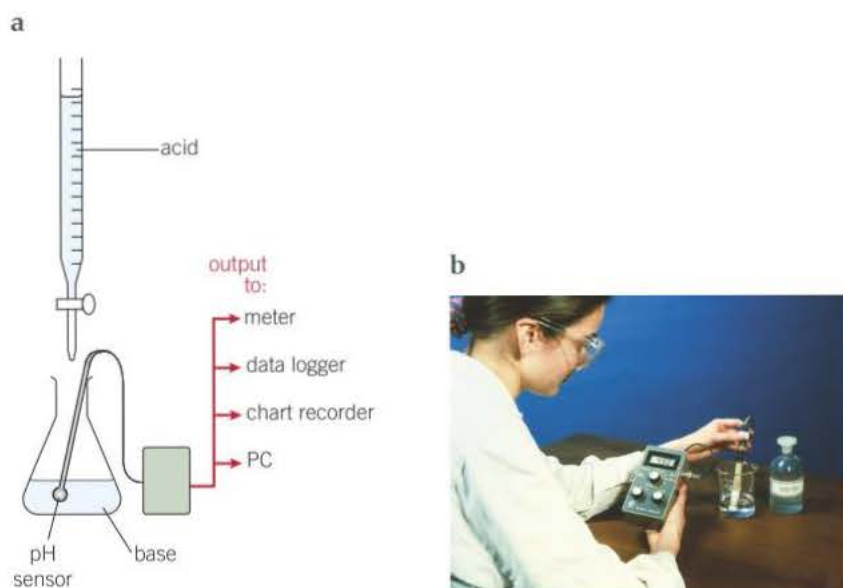 a
acid
output
to:
meter
data logger
chart recorder
PC
pH
sensor
base
b